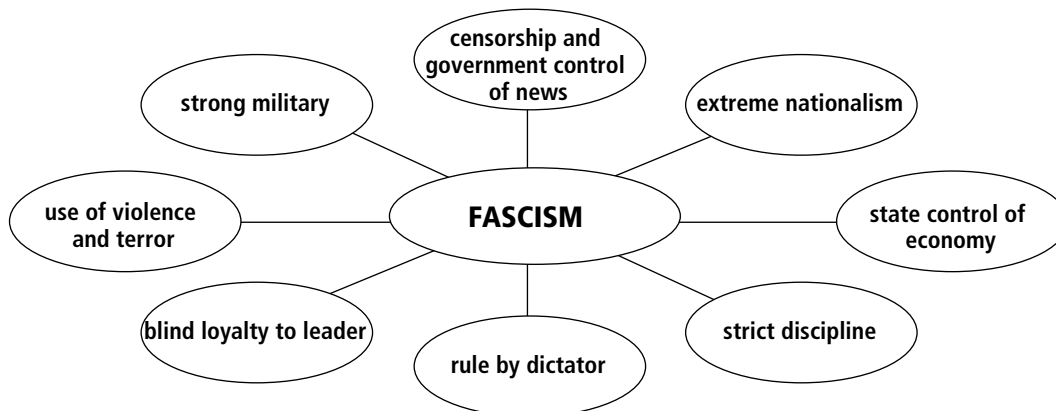 censorship and
government control
of news
strong military
extreme nationalism
use of violence
and terror
FASCISM
state control of
economy
blind loyalty to leader
strict discipline
rule by dictator